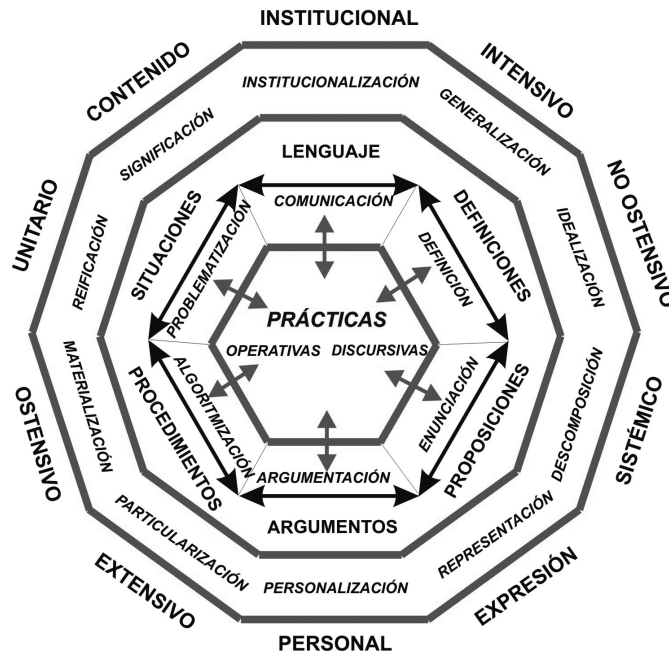 INSTITUCIONAL
CONTENIDO
INTENSIVO
INSTITUCIONALIZACIÓN
SIGNIFICACIÓN
GENERALIZACIÓN
UNITARIO
NO OSTENSIVO
REIFICACIÓN
IDEALIZACIÓN
LENGUAJE
SITUACIONES
DEFINICIONES
COMUNICACIÓN
PROBLEMATIZACIÓN
DEFINICIÓN
PRÁCTICAS
OPERATIVAS DISCURSIVAS
ALGORITMIZACIÓN
ENUNCIACIÓN
ARGUMENTACIÓN
PROCEDIMIENTOS
PROPOSICIONES
ARGUMENTOS
MATERIALIZACIÓN
DESCOMPOSICIÓN
OSTENSIVO
SISTÉMICO
PARTICULARIZACIÓN
REPRESENTACIÓN
PERSONALIZACIÓN
EXTENSIVO
EXPRESIÓN
PERSONAL